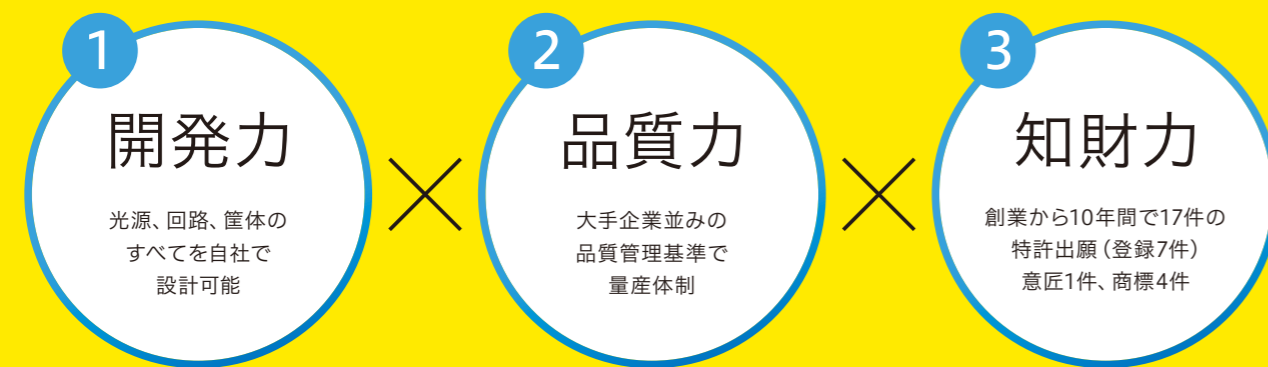 1
開発力
光源、回路、筐体の
すべてを自社で
設計可能
×
2
品質力
大手企業並みの
品質管理基準で
量産体制
×
3
知財力
創業から10年間で17件の
特許出願（登録7件）
意匠1件、商標4件